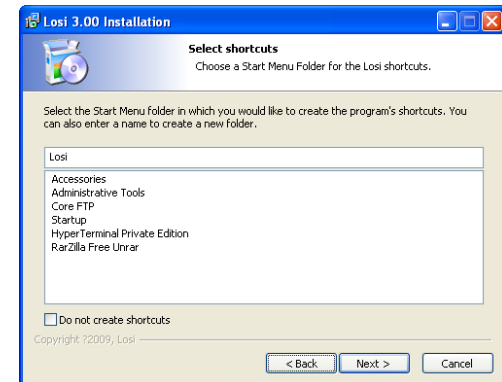 Losi 3.00 Installation
Select shortcuts
Choose a Start Menu Folder for the Losi shortcuts.
Select the Start Menu folder in which you would like to create the program's shortcuts. You
can also enter a name to create a new folder.
Losi
Accessories
Administrative Tools
Core FTP
Startup
HyperTerminal Private Edition
RarZilla Free Unrar
Do not create shortcuts
Copyright ?2009, Losi
< Back Next > Cancel